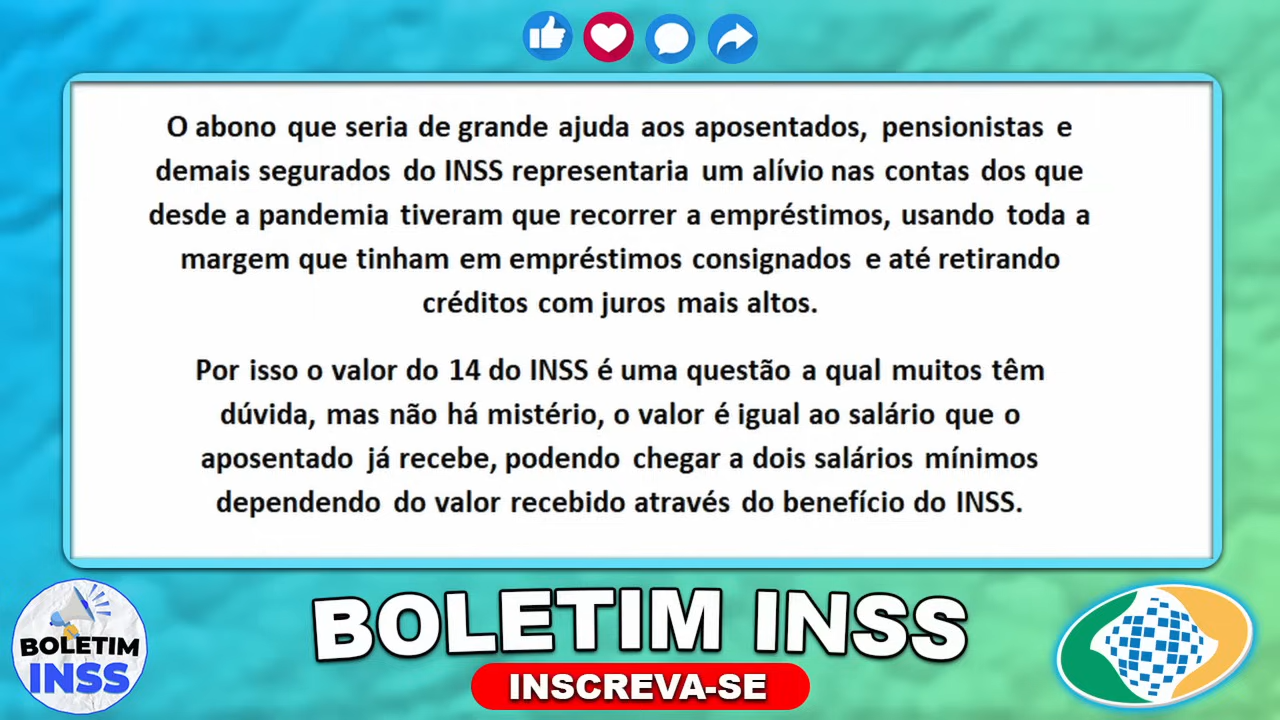 O abono que seria de grande ajuda aos aposentados, pensionistas e
demais segurados do INSS representaria um alívio nas contas dos que
desde a pandemia tiveram que recorrer a empréstimos, usando toda a
margem que tinham em empréstimos consignados e até retirando
créditos com juros mais altos.
Por isso o valor do 14 do INSS é uma questão a qual muitos têm
dúvida, mas não há mistério, o valor é igual ao salário que o
aposentado já recebe, podendo chegar a dois salários mínimos
dependendo do valor recebido através do benefício do INSS.
BOLETIM
INSS
BOLETIM INSS
INSCREVA-SE